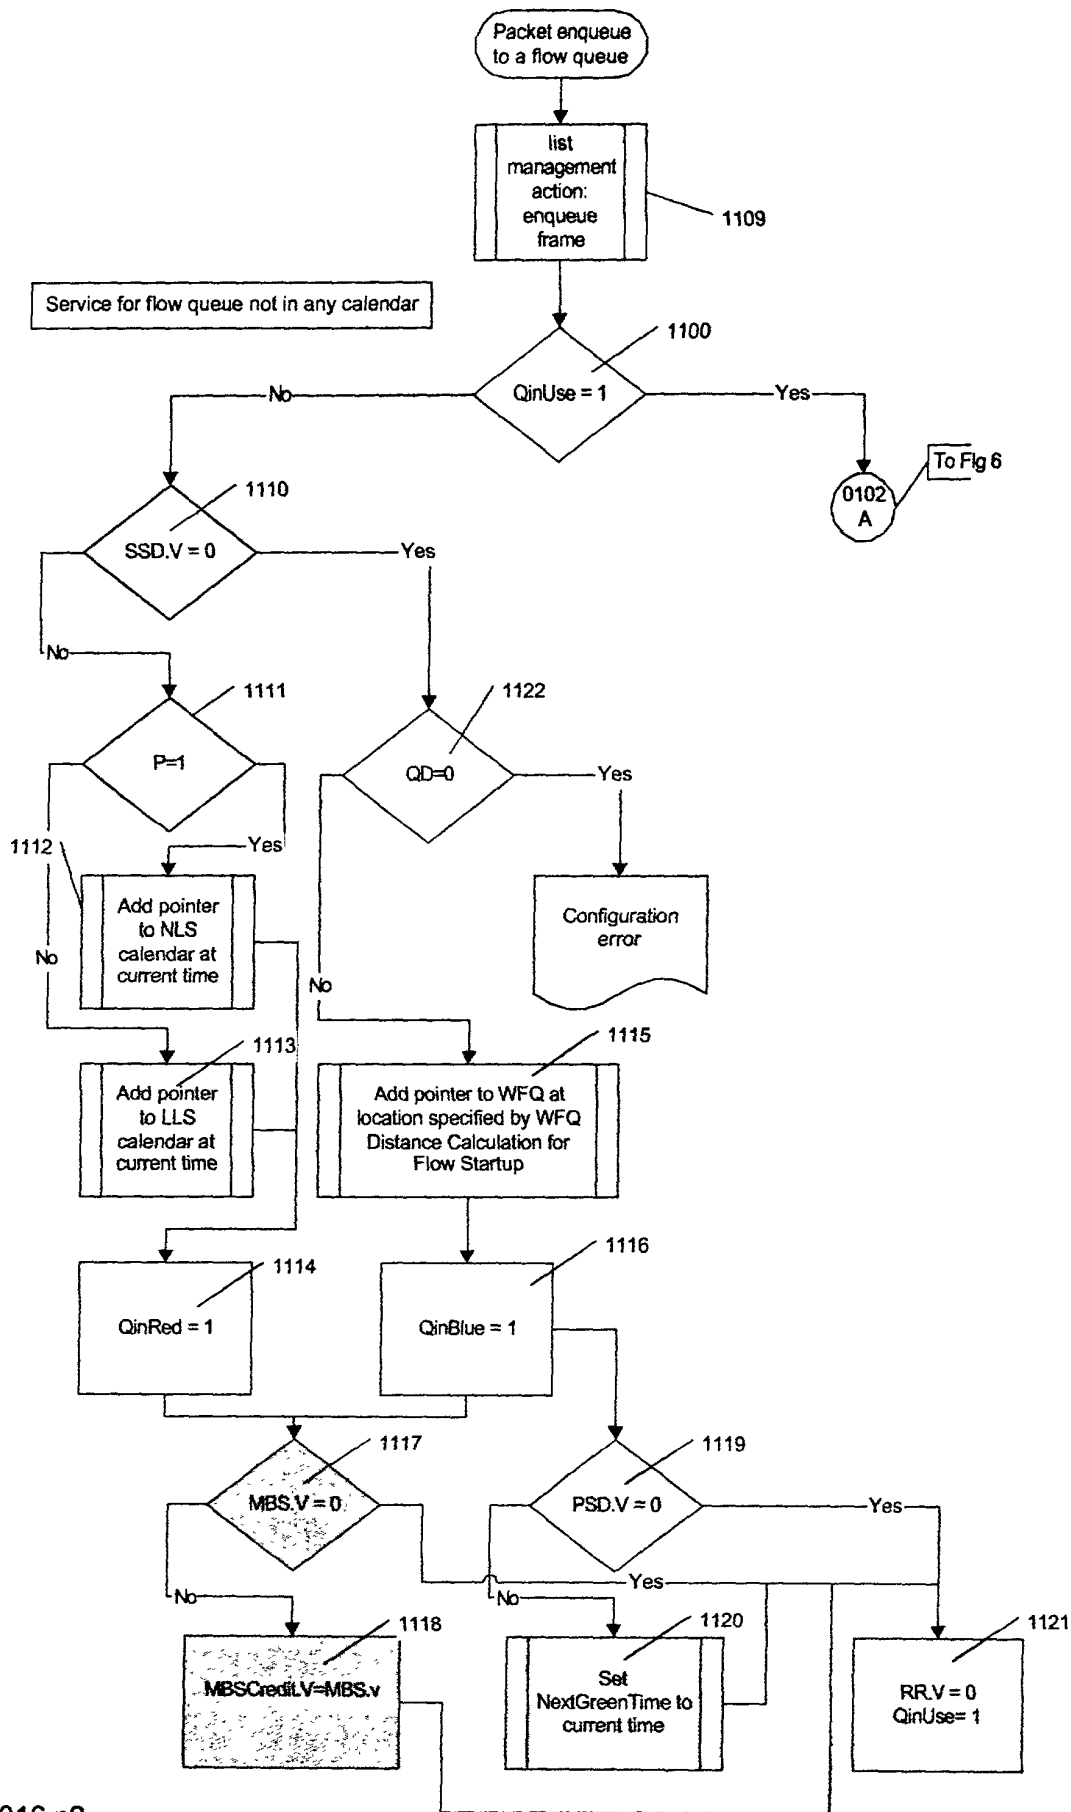 Packet enqueue
to a flow queue
list
management
action:
enqueue
frame
1109
Service for flow queue not in any calendar
1100
QinUse = 1
No
Yes
To Fig 6
0102
A
1110
SSD.V = 0
Yes
No
1111
P=1
1122
QD=0
Yes
Yes
1112
Add pointer
to NLS
calendar at
current time
Configuration
error
No
No
1113
Add pointer
to LLS
calendar at
current time
1115
Add pointer to WFQ at
location specified by WFQ
Distance Calculation for
Flow Startup
1114
QinRed = 1
1116
QinBlue = 1
1117
MBS.V = 0
1119
PSD.V = 0
Yes
Yes
No
No
1118
MBSCredit.V=MBS.v
1120
Set
NextGreenTime to
current time
1121
RR.V = 0
QinUse= 1